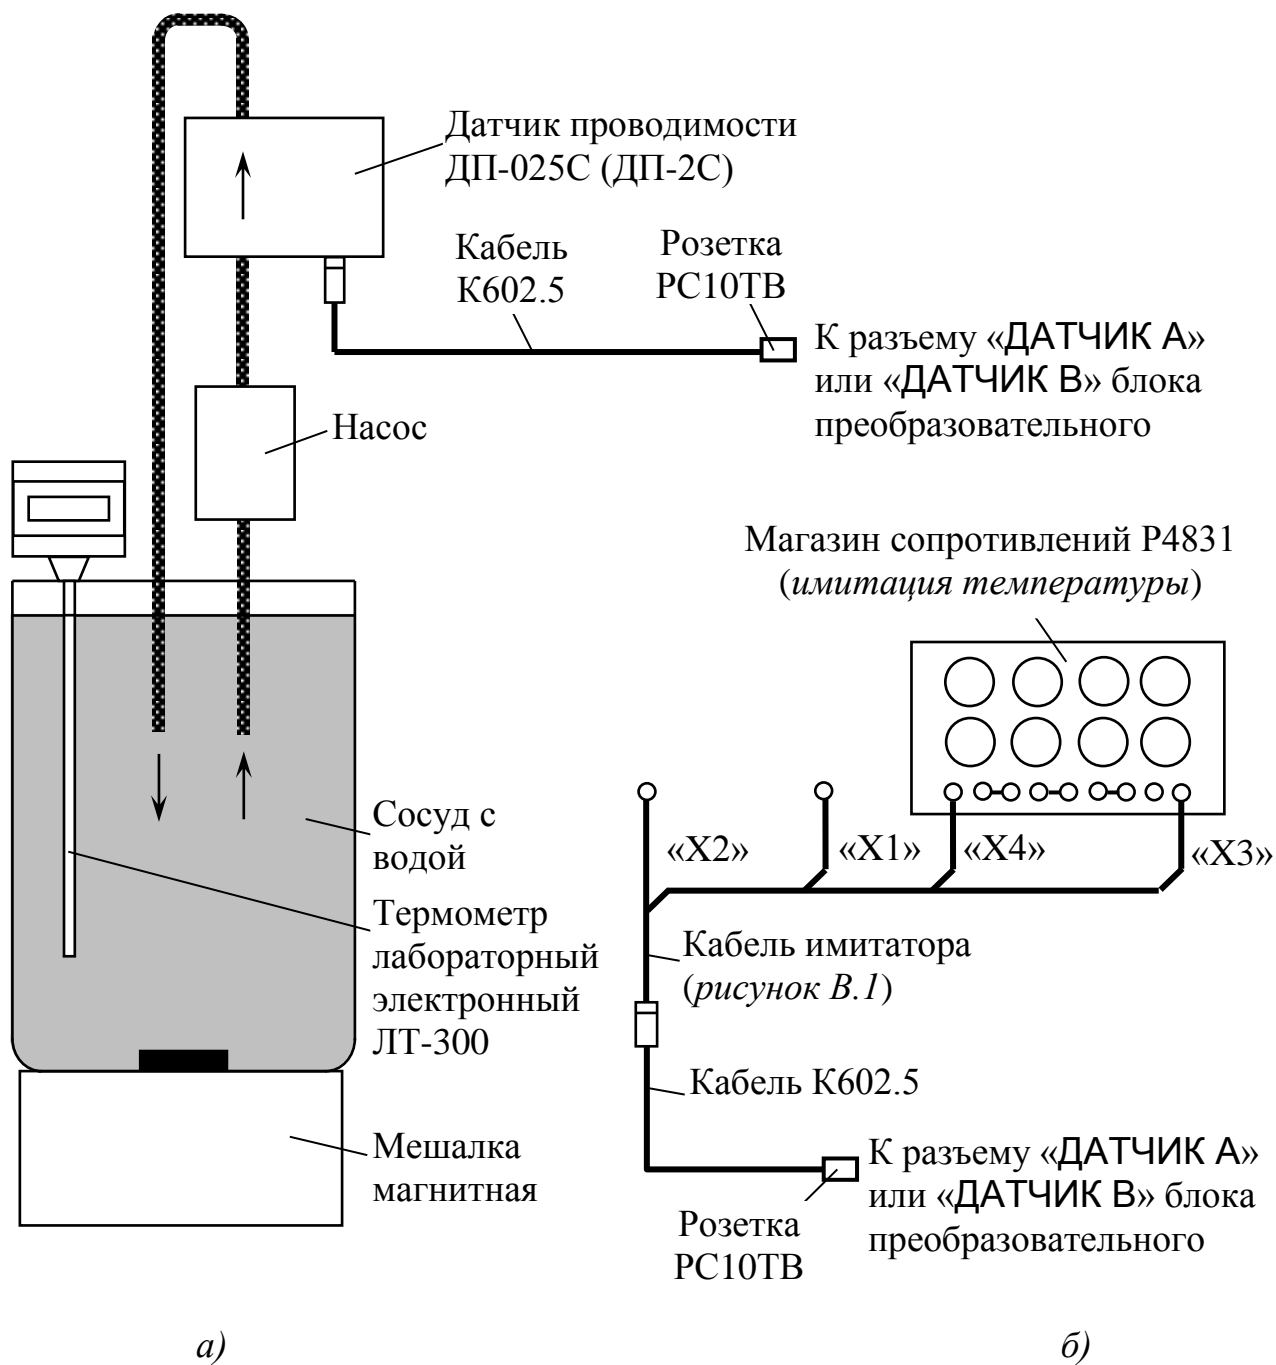 Датчик проводимости
ДП-025С (ДП-2С)
Кабель
К602.5
Розетка
РС10ТВ
К разъему «ДАТЧИК А»
или «ДАТЧИК В» блока
преобразовательного
Насос
Сосуд с
водой
Термометр
лабораторный
электронный
ЛТ-300
Мешалка
магнитная
а)
Магазин сопротивлений Р4831
(имитация температуры)
«Х2»
«Х1»
«Х4»
«Х3»
Кабель имитатора
(рисунок В.1)
Кабель К602.5
К разъему «ДАТЧИК А»
или «ДАТЧИК В» блока
преобразовательного
Розетка
РС10ТВ
б)